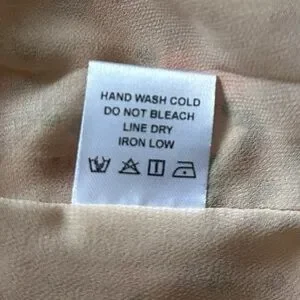 HAND WASH COLD
DO NOT BLEACH
LINE DRY
IRON LOW